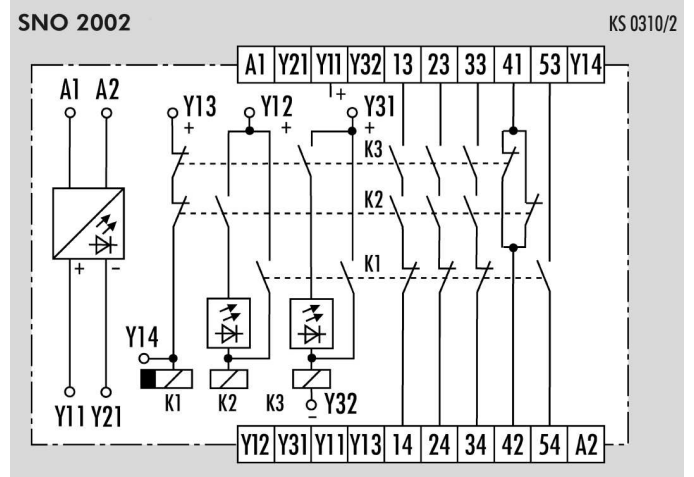 SNO 2002 KS 0310/2
A1 Y21 Y11 Y32 13 23 33 41 53 Y14
A1 A2 Y13 Y12 Y31
+ + + +
K3
K2
K1
+ −
Y14
K1 K2 K3 Y32
−
Y11 Y21
Y12 Y31 Y11 Y13 14 24 34 42 54 A2